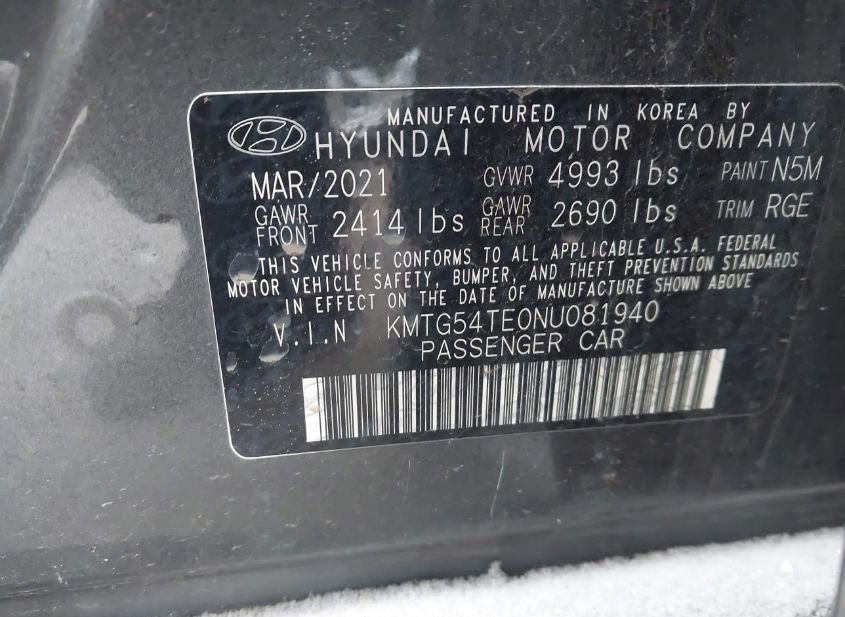 MANUFACTURED IN KOREA BY
HYUNDAI MOTOR COMPANY
MAR/2021 GVWR 4993 lbs PAINT N5M
GAWR FRONT 2414 lbs GAWR REAR 2690 lbs TRIM RGE
THIS VEHICLE CONFORMS TO ALL APPLICABLE U.S.A. FEDERAL
MOTOR VEHICLE SAFETY, BUMPER, AND THEFT PREVENTION STANDARDS
IN EFFECT ON THE DATE OF MANUFACTURE SHOWN ABOVE
V.I.N KMTG54TE0NU081940
PASSENGER CAR